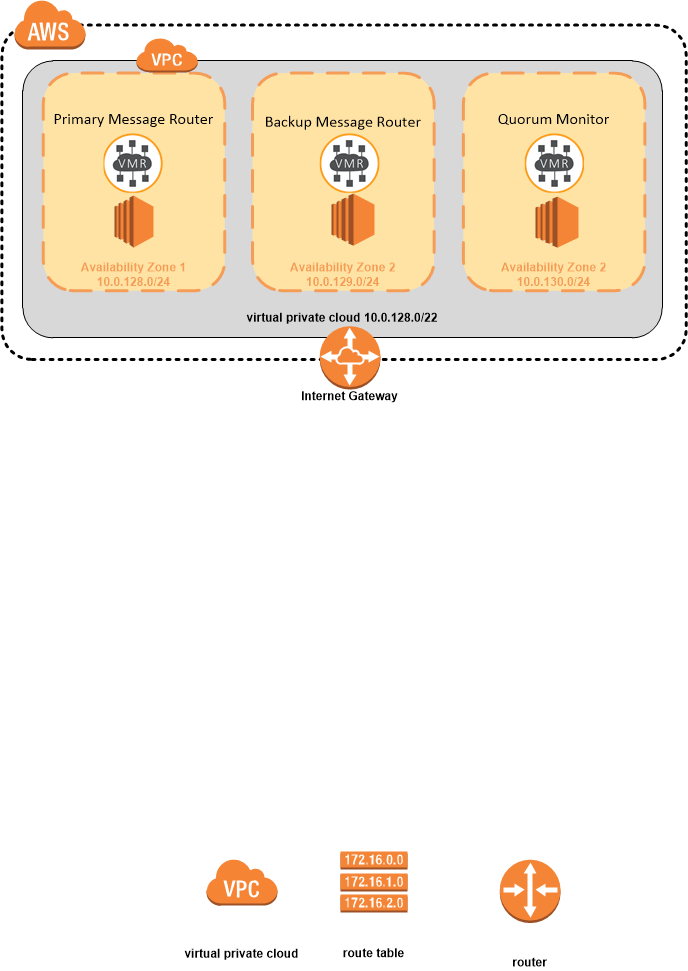 AWS
VPC
Primary Message Router
Backup Message Router
Quorum Monitor
VMR
VMR
VMR
Availability Zone 1
10.0.128.0/24
Availability Zone 2
10.0.129.0/24
Availability Zone 2
10.0.130.0/24
virtual private cloud 10.0.128.0/22
Internet Gateway
172.16.0.0
172.16.1.0
172.16.2.0
VPC
virtual private cloud
route table
router